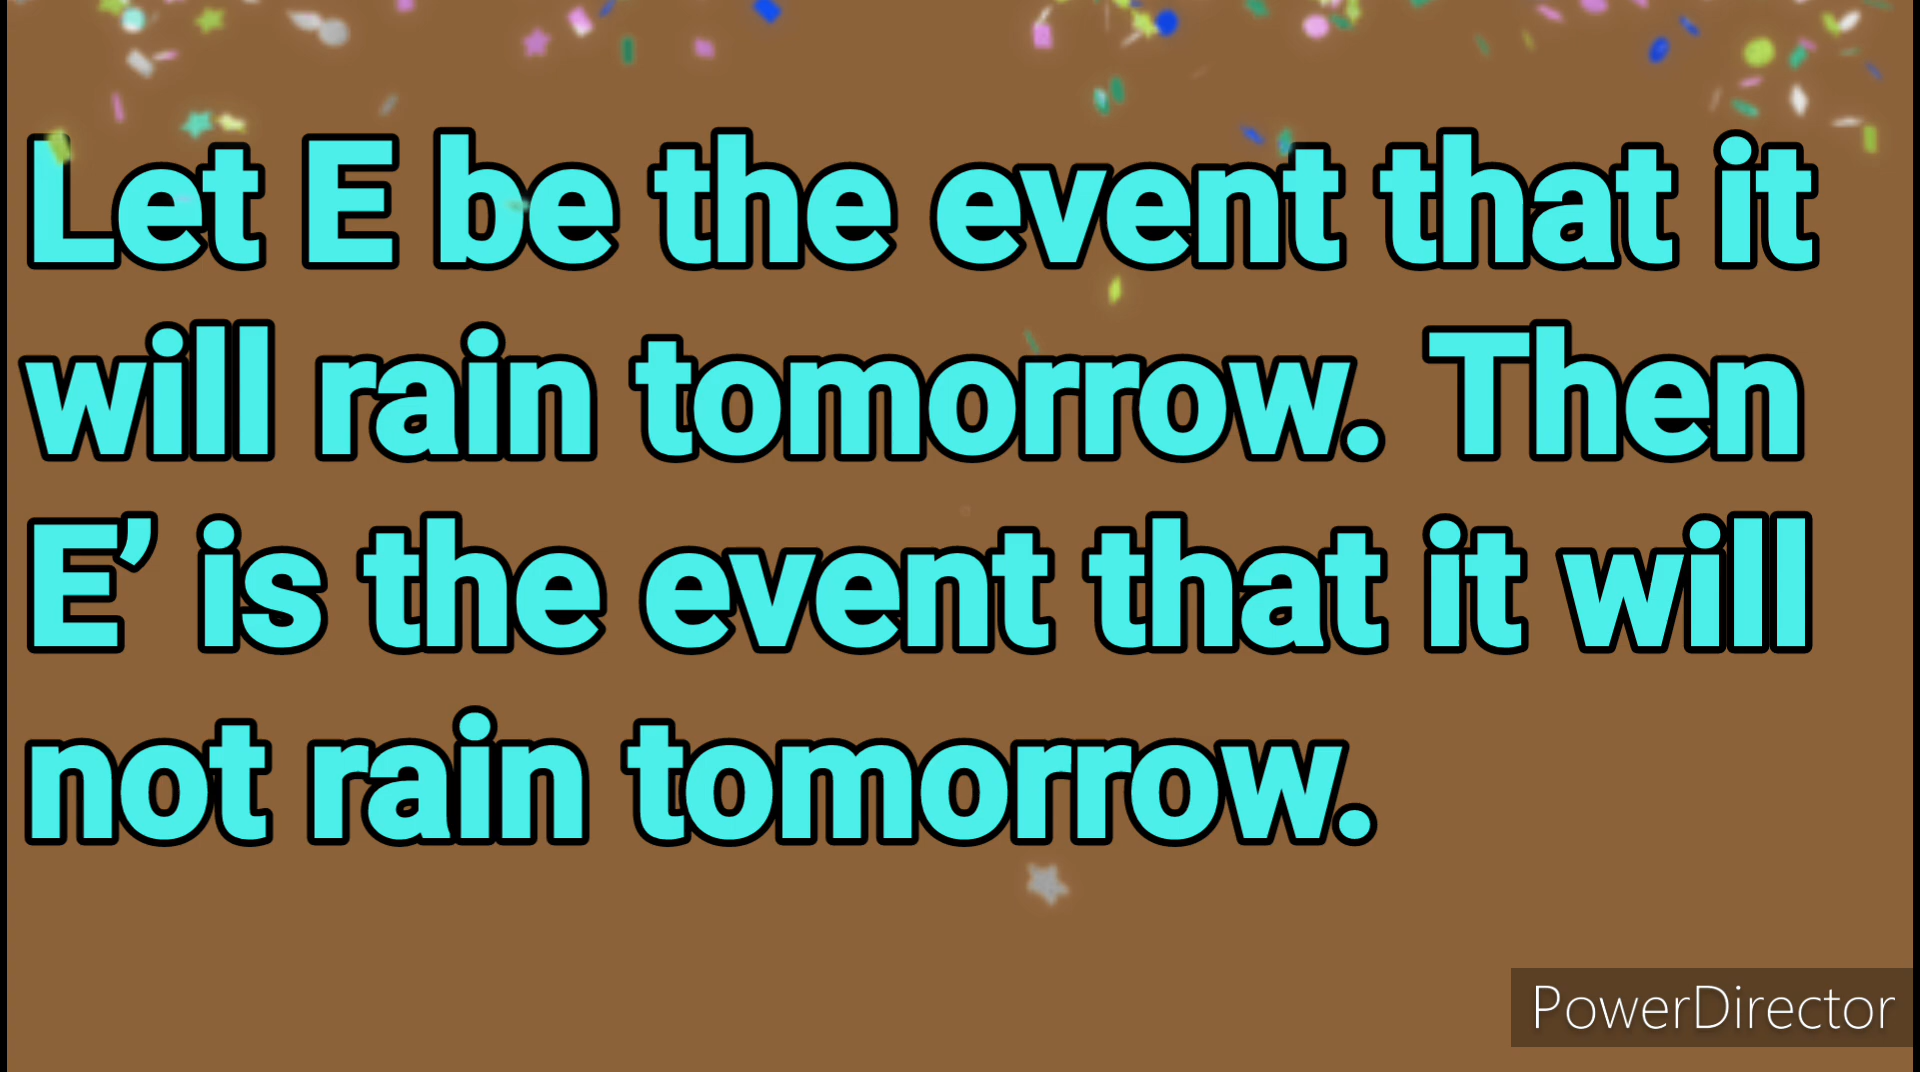 Let E be the event that it
will rain tomorrow. Then
E’ is the event that it will
not rain tomorrow.
PowerDirector